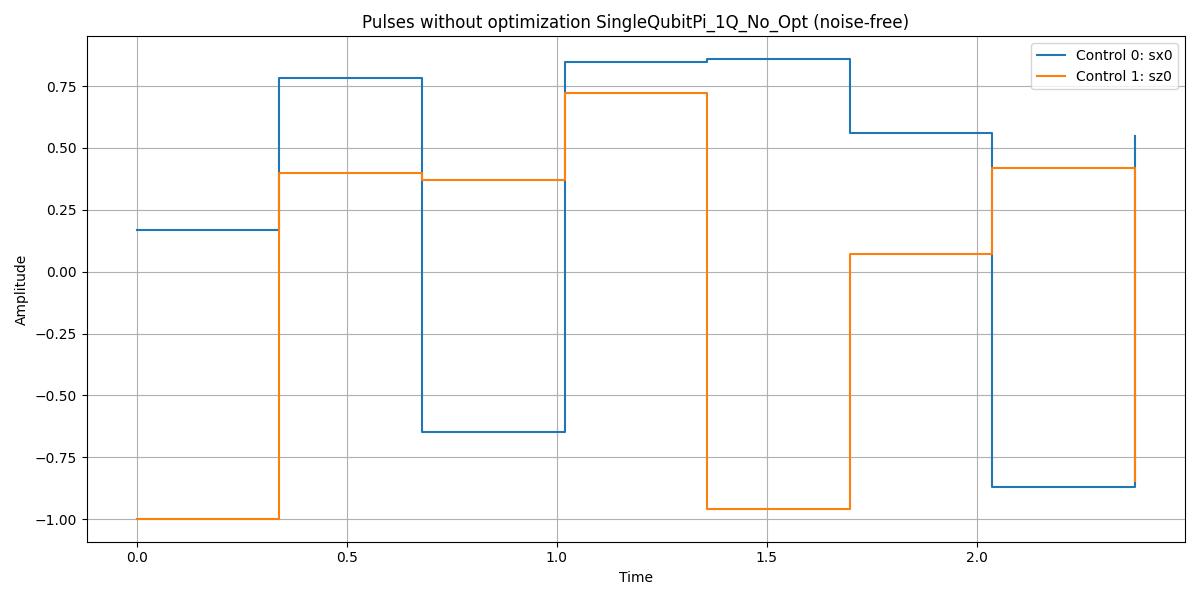 Pulses without optimization SingleQubitPi_1Q_No_Opt (noise-free)
Control 0: sx0
Control 1: sz0
Amplitude
0.75
0.50
0.25
0.00
−0.25
−0.50
−0.75
−1.00
0.0 0.5 1.0 1.5 2.0
Time